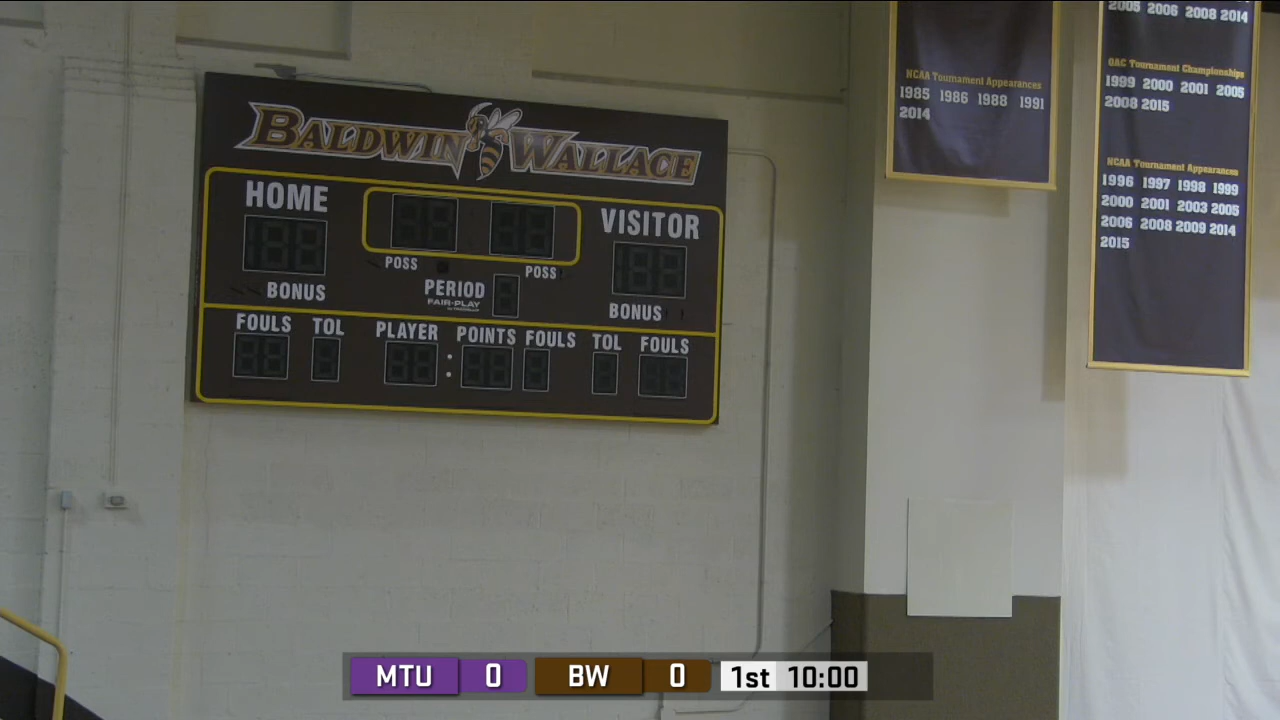 BALDWIN WALLACE
HOME
VISITOR
POSS
POSS
PERIOD
FAIR-PLAY
BONUS
BONUS
FOULS
TOL
PLAYER
POINTS
FOULS
TOL
FOULS
:
NCAA Tournament Appearances
1985 1986 1988 1991
2014
2005 2006 2008 2014
OAC Tournament Championships
1999 2000 2001 2005
2008 2015
NCAA Tournament Appearances
1996 1997 1998 1999
2000 2001 2003 2005
2006 2008 2009 2014
2015
MTU 0 BW 0 1st 10:00